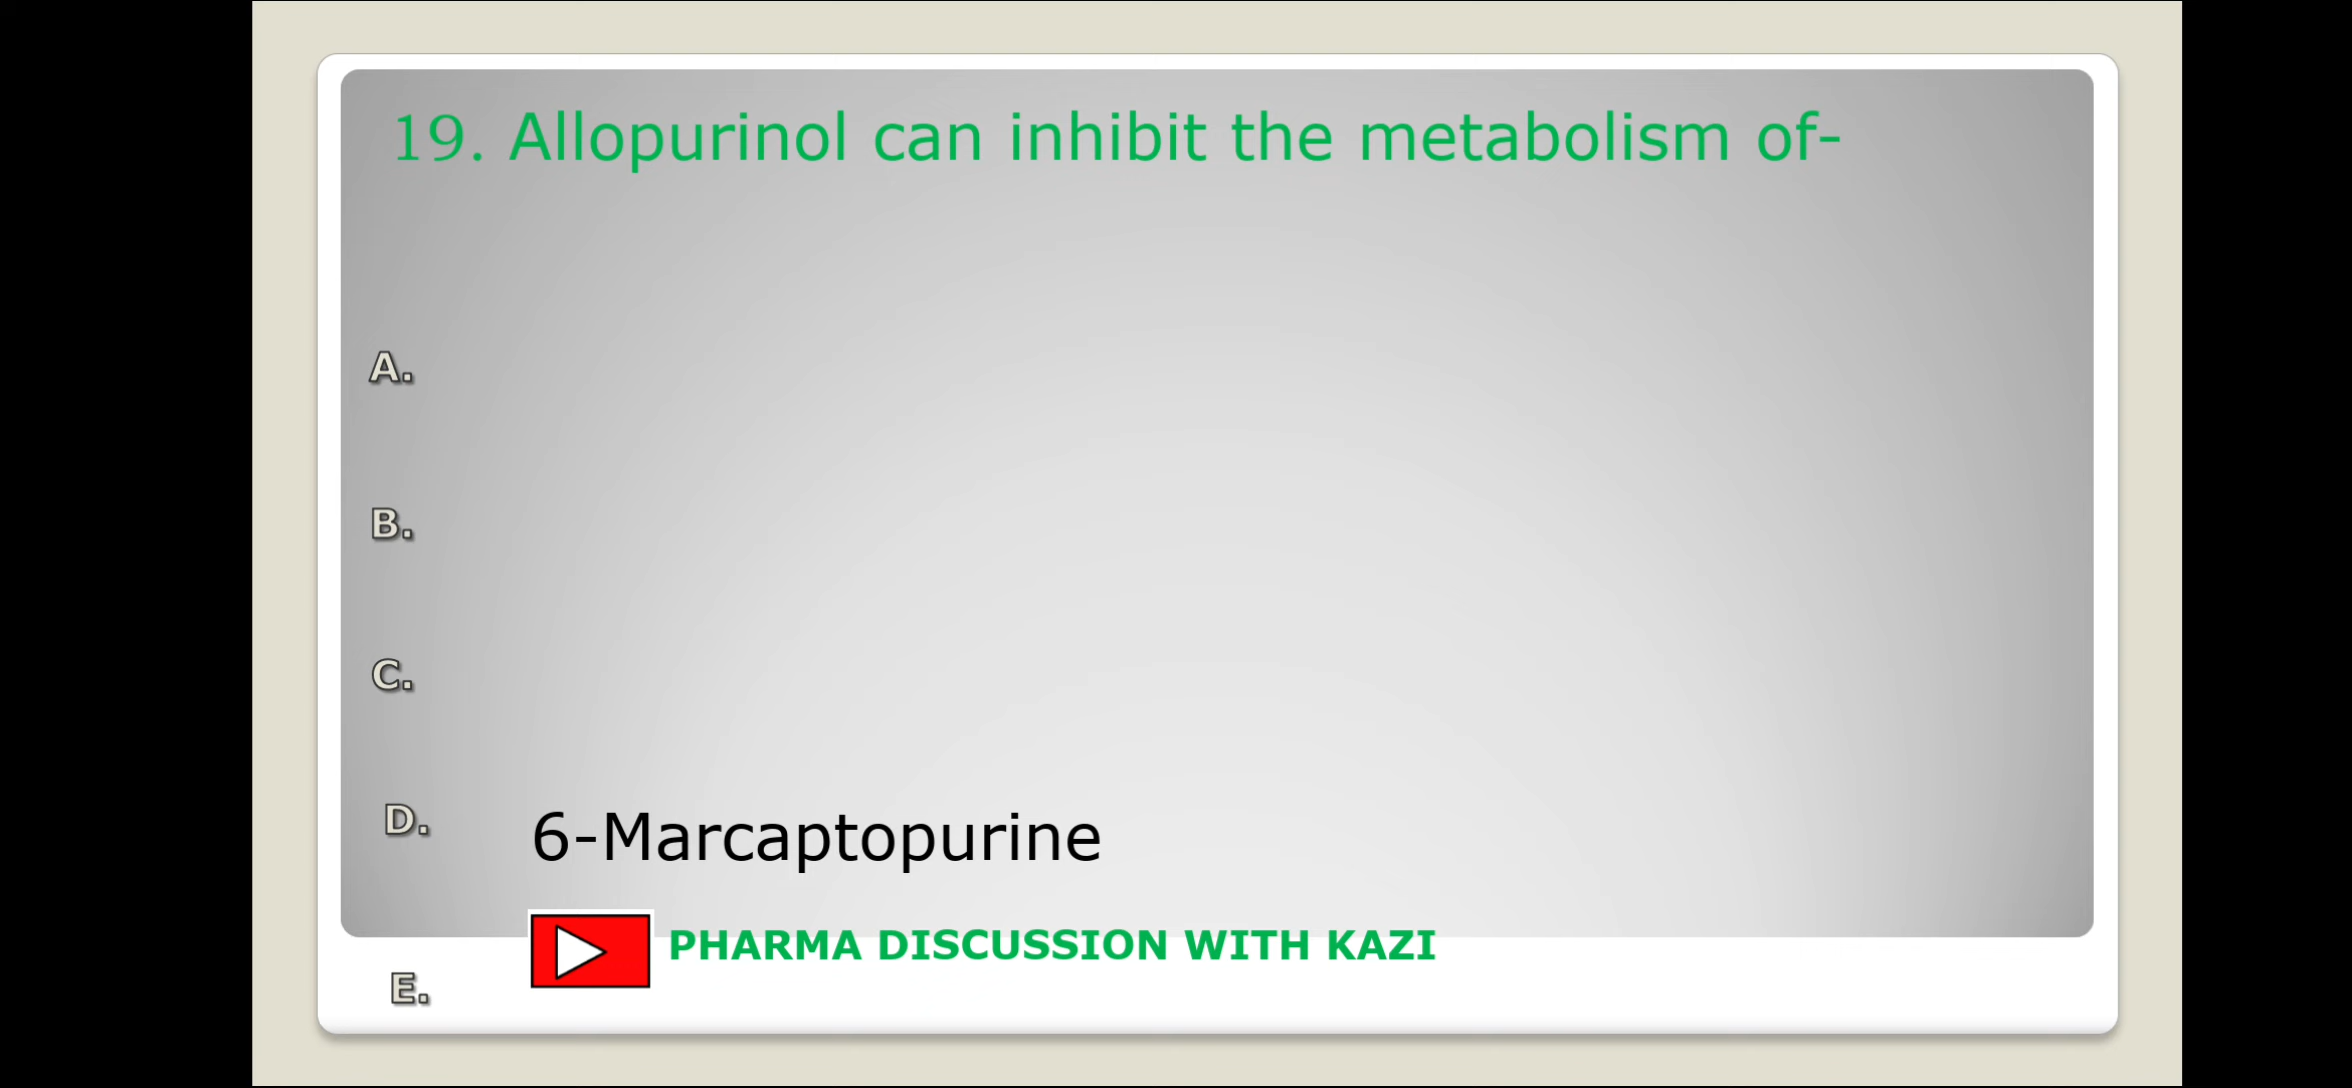 19. Allopurinol can inhibit the metabolism of-
A.
B.
C.
D. 6-Marcaptopurine
PHARMA DISCUSSION WITH KAZI
E.